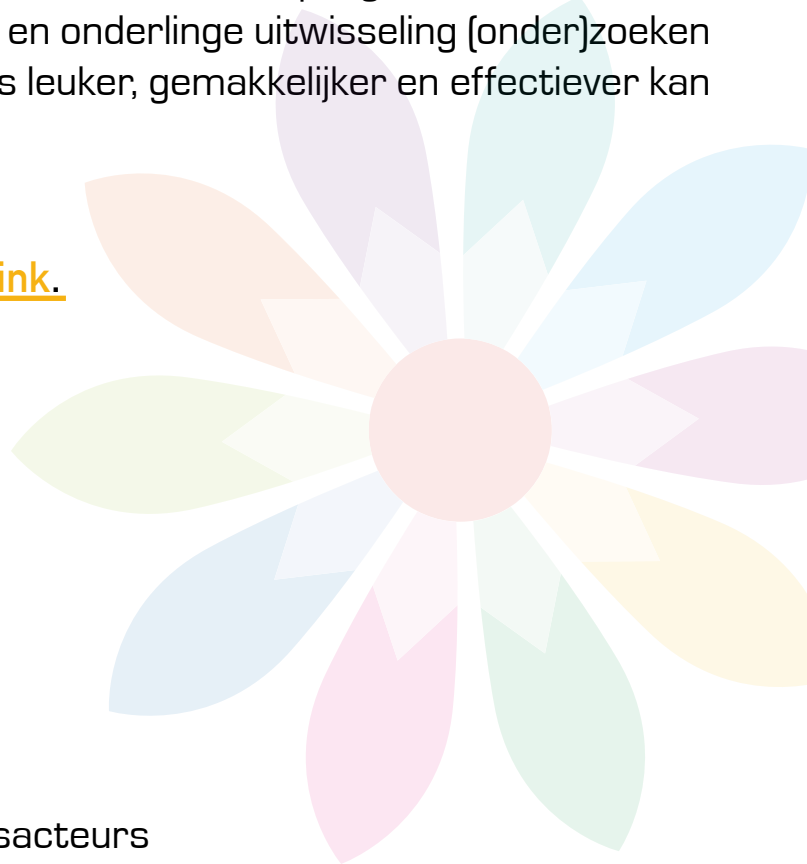 en onderlinge uitwisseling (onder)zoeken
s leuker, gemakkelijker en effectiever kan
ink.
sacteurs